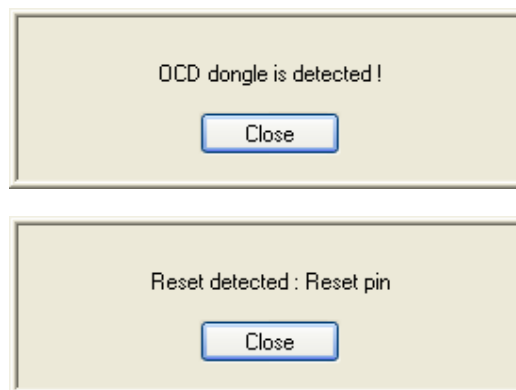 OCD dongle is detected !
Close
Reset detected : Reset pin
Close